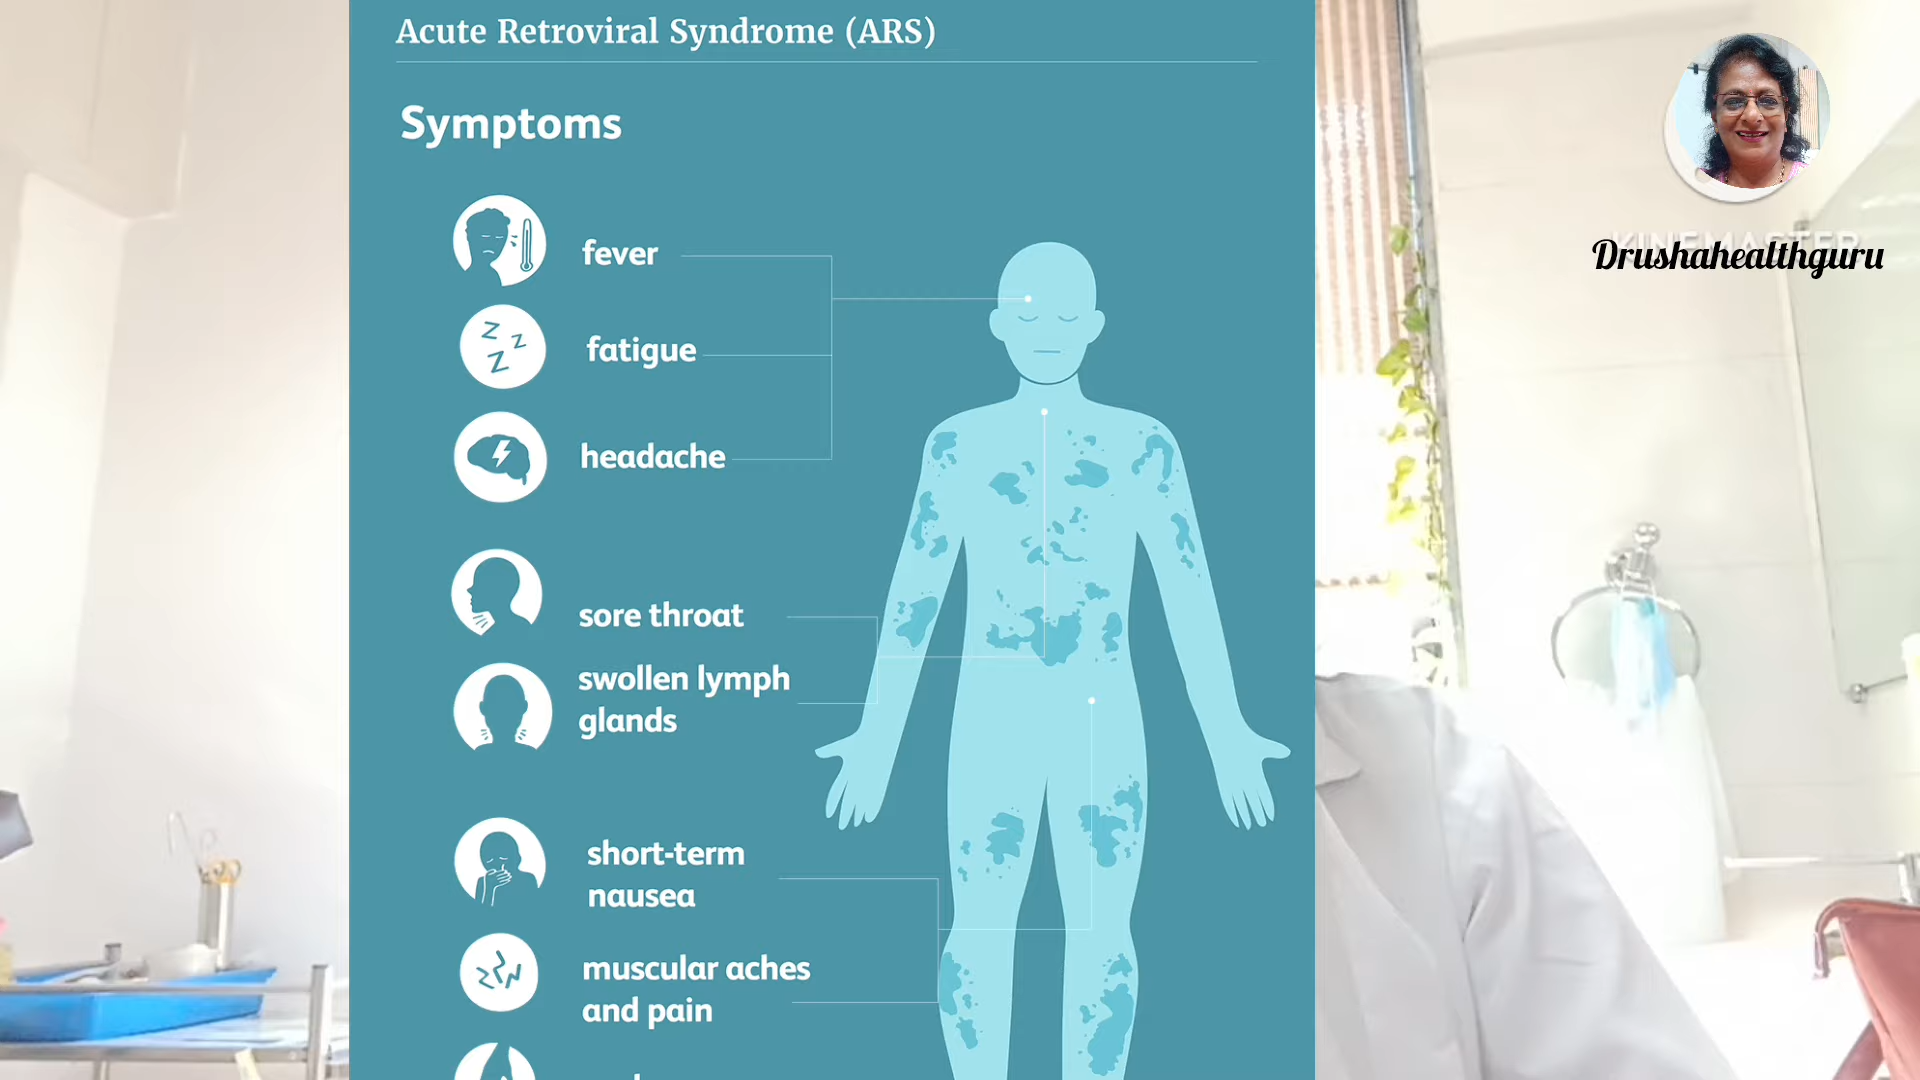 Acute Retroviral Syndrome (ARS)
Symptoms
fever
fatigue
headache
sore throat
swollen lymph
glands
short-term
nausea
muscular aches
and pain
KINEMASTER
Drushahealthguru